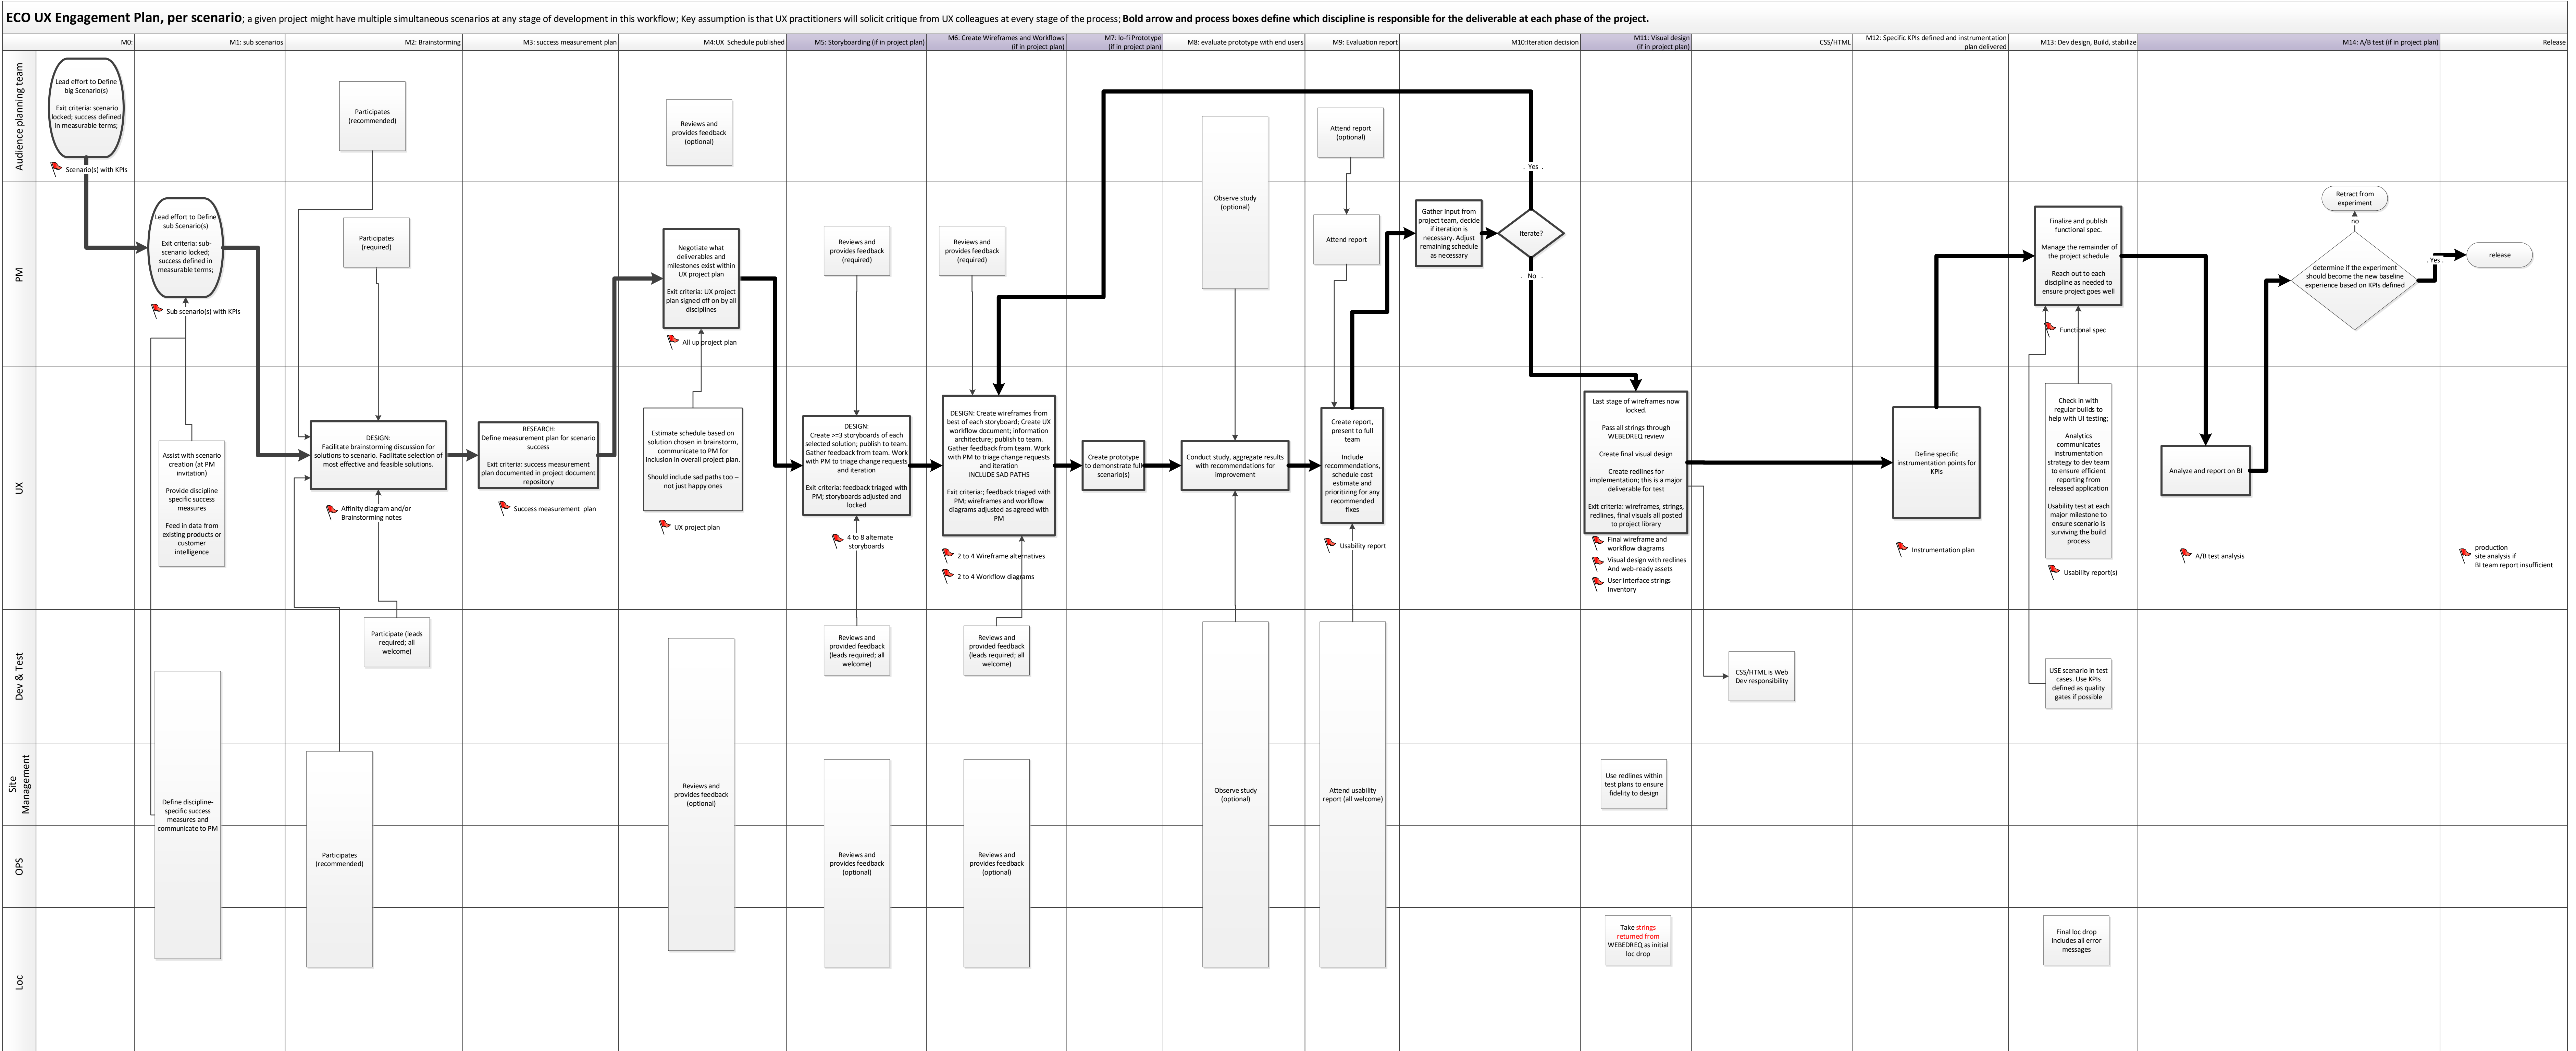 ECO UX Engagement Plan, per scenario; a given project might have multiple simultaneous scenarios at any stage of development in this workflow; Key assumption is that UX practitioners will solicit critique from UX colleagues at every stage of the process; Bold arrow and process boxes define which discipline is responsible for the deliverable at each phase of the project.
M0:
M1: sub scenarios
M2: Brainstorming
M3: success measurement plan
M4:UX Schedule published
M5: Storyboarding (if in project plan)
M6: Create Wireframes and Workflows
(if in project plan)
M7: lo-fi Prototype
(if in project plan)
M8: evaluate prototype with end users
M9: Evaluation report
M10:Iteration decision
M11: Visual design
(if in project plan)
CSS/HTML
M12: Specific KPIs defined and instrumentation
plan delivered
M13: Dev design, Build, stabilize
M14: A/B test (if in project plan)
Release
Audience planning team
Lead effort to Define
big Scenario(s)
Exit criteria: scenario
locked; success defined
in measurable terms;
Scenario(s) with KPIs
Participates
(recommended)
Reviews and
provides feedback
(optional)
Observe study
(optional)
Attend report
(optional)
Yes
PM
Lead effort to Define
sub Scenario(s)
Exit criteria: sub-
scenario locked;
success defined in
measurable terms;
Sub scenario(s) with KPIs
Participates
(required)
Negotiate what
deliverables and
milestones exist within
UX project plan
Exit criteria: UX project
plan signed off on by all
disciplines
All up project plan
Reviews and
provides feedback
(required)
Reviews and
provides feedback
(required)
Attend report
Gather input from
project team, decide
if iteration is
necessary. Adjust
remaining schedule
as necessary
Iterate?
No
Finalize and publish
functional spec.
Manage the remainder of
the project schedule
Reach out to each
discipline as needed to
ensure project goes well
Functional spec
Retract from
experiment
no
determine if the experiment
should become the new baseline
experience based on KPIs defined
Yes
release
UX
Assist with scenario
creation (at PM
invitation)
Provide discipline
specific success
measures
Feed in data from
existing products or
customer
intelligence
DESIGN:
Facilitate brainstorming discussion for
solutions to scenario. Facilitate selection of
most effective and feasible solutions.
Affinity diagram and/or
Brainstorming notes
RESEARCH:
Define measurement plan for scenario
success
Exit criteria: success measurement
plan documented in project document
repository
Success measurement plan
Estimate schedule based on
solution chosen in brainstorm,
communicate to PM for
inclusion in overall project plan.
Should include sad paths too –
not just happy ones
UX project plan
DESIGN:
Create >=3 storyboards of each
selected solution; publish to team.
Gather feedback from team. Work
with PM to triage change requests
and iteration
Exit criteria: feedback triaged with
PM; storyboards adjusted and
locked
4 to 8 alternate
storyboards
DESIGN: Create wireframes from
best of each storyboard; Create UX
workflow document; information
architecture; publish to team.
Gather feedback from team. Work
with PM to triage change requests
and iteration
INCLUDE SAD PATHS
Exit criteria:; feedback triaged with
PM; wireframes and workflow
diagrams adjusted as agreed with
PM
2 to 4 Wireframe alternatives
2 to 4 Workflow diagrams
Create prototype
to demonstrate full
scenario(s)
Conduct study, aggregate results
with recommendations for
improvement
Create report,
present to full
team
Include
recommendations,
schedule cost
estimate and
prioritizing for any
recommended
fixes
Usability report
Last stage of wireframes now
locked.
Pass all strings through
WEBEDREQ review
Create final visual design
Create redlines for
implementation; this is a major
deliverable for test
Exit criteria: wireframes, strings,
redlines, final visuals all posted
to project library
Final wireframe and
workflow diagrams
Visual design with redlines
And web-ready assets
User interface strings
Inventory
Define specific
instrumentation points for
KPIs
Instrumentation plan
Check in with
regular builds to
help with UI testing;
Analytics
communicates
instrumentation
strategy to dev team
to ensure efficient
reporting from
released application
Usability test at each
major milestone to
ensure scenario is
surviving the build
process
Usability report(s)
Analyze and report on BI
A/B test analysis
production
site analysis if
BI team report insufficient
Dev & Test
Participate (leads
required; all
welcome)
Reviews and
provided feedback
(leads required; all
welcome)
Reviews and
provided feedback
(leads required; all
welcome)
CSS/HTML is Web
Dev responsibility
USE scenario in test
cases. Use KPIs
defined as quality
gates if possible
Site
Management
Define discipline-
specific success
measures and
communicate to PM
Reviews and
provides feedback
(optional)
Observe study
(optional)
Attend usability
report (all welcome)
Use redlines within
test plans to ensure
fidelity to design
OPS
Participates
(recommended)
Reviews and
provides feedback
(optional)
Reviews and
provides feedback
(optional)
Loc
Take strings
returned from
WEBEDREQ as initial
loc drop
Final loc drop
includes all error
messages